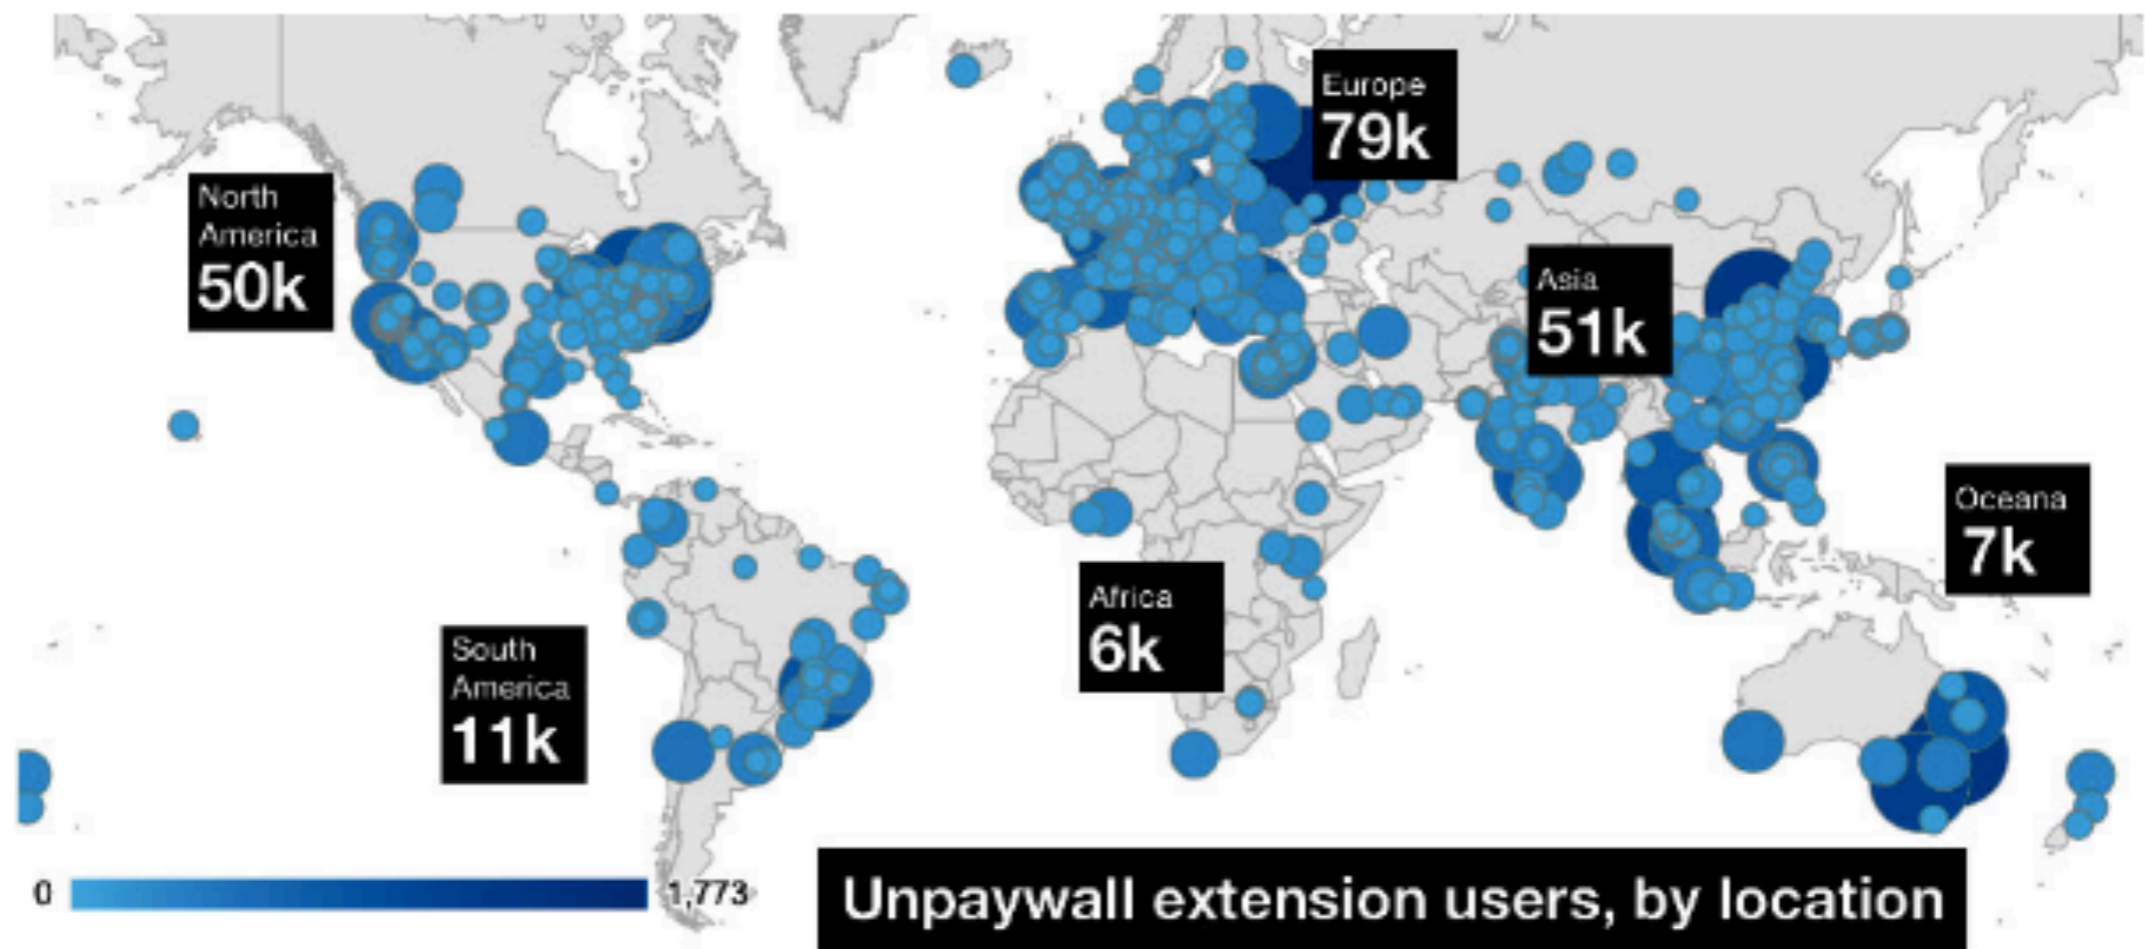 Europe
79k
North
America
50k
Asia
51k
Oceana
7k
Africa
6k
South
America
11k
0
1,773
Unpaywall extension users, by location